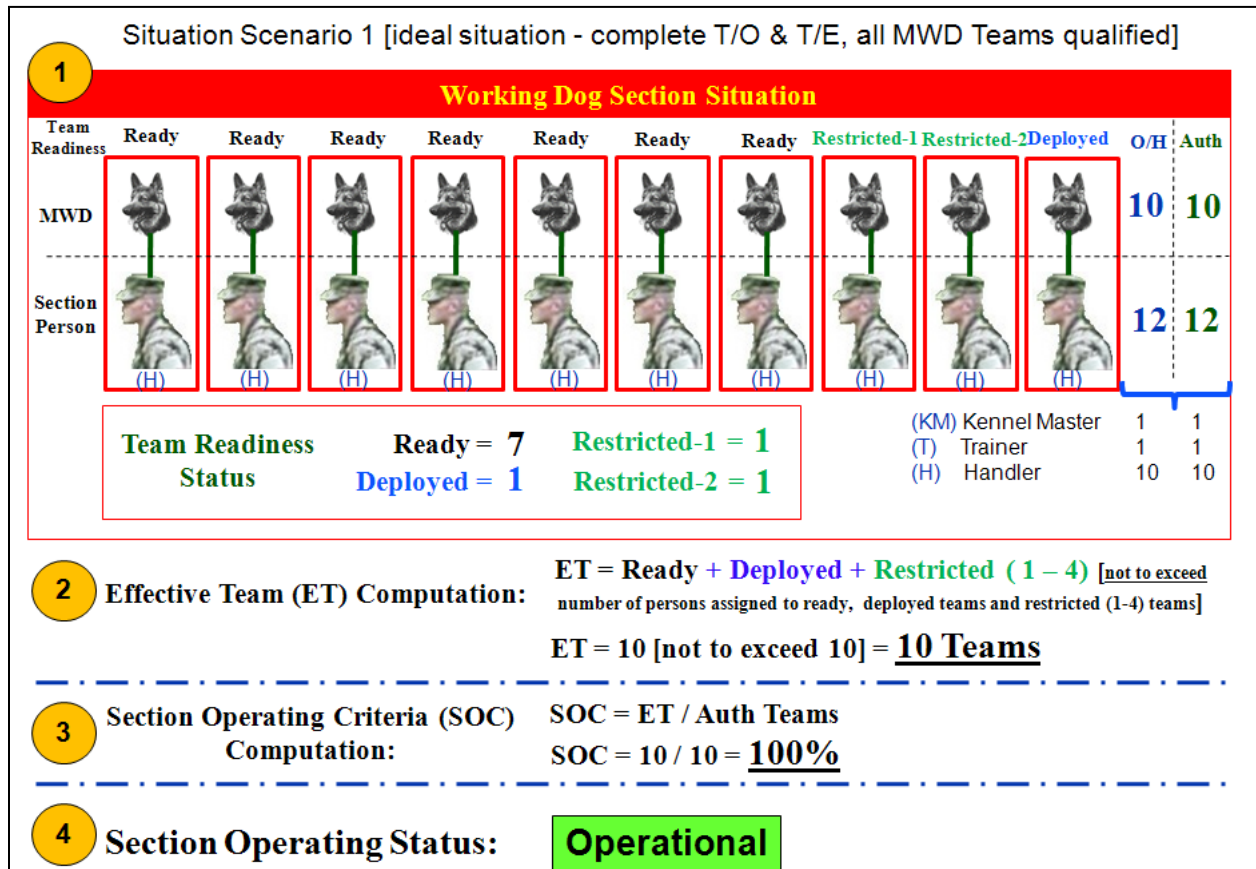 Situation Scenario 1 [ideal situation - complete T/O & T/E, all MWD Teams qualified]
1
Working Dog Section Situation
Team Readiness Ready Ready Ready Ready Ready Ready Ready Restricted-1 Restricted-2 Deployed O/H Auth
MWD 10 10
Section Person 12 12
(H) (H) (H) (H) (H) (H) (H) (H) (H) (H)
Team Readiness Status
Ready = 7 Restricted-1 = 1
Deployed = 1 Restricted-2 = 1
(KM) Kennel Master 1 1
(T) Trainer 1 1
(H) Handler 10 10
2
Effective Team (ET) Computation:
ET = Ready + Deployed + Restricted ( 1 – 4) [not to exceed
number of persons assigned to ready, deployed teams and restricted (1-4) teams]
ET = 10 [not to exceed 10] = 10 Teams
3
Section Operating Criteria (SOC)
Computation:
SOC = ET / Auth Teams
SOC = 10 / 10 = 100%
4
Section Operating Status: Operational